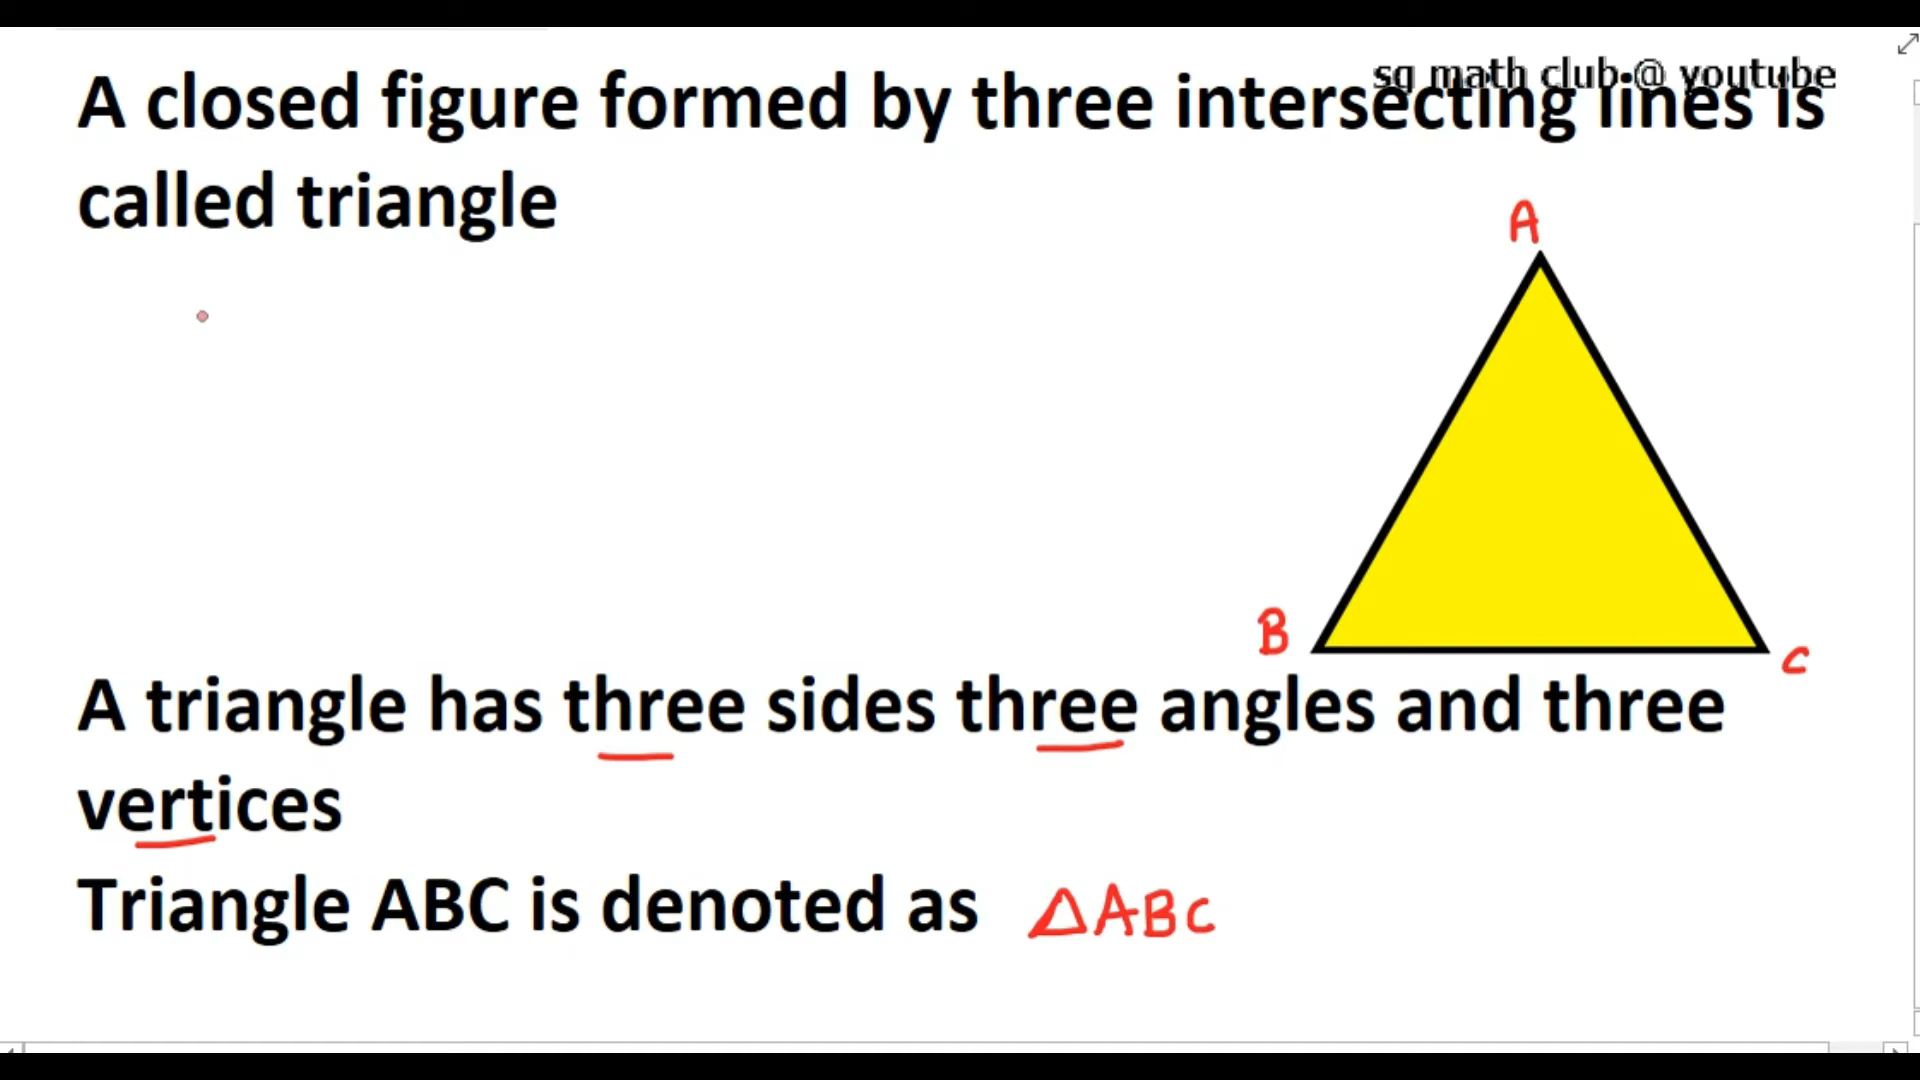 sg math club @ youtube
A closed figure formed by three intersecting lines is
called triangle
A
B
C
A triangle has three sides three angles and three
vertices
Triangle ABC is denoted as △ABC